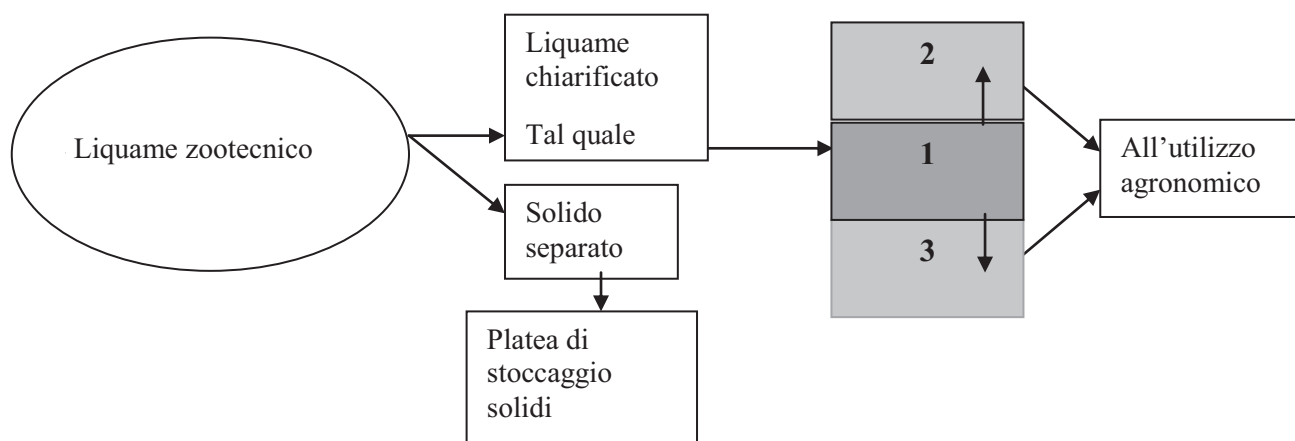 Liquame zootecnico
Liquame
chiarificato
Tal quale
Solido
separato
Platea di
stoccaggio
solidi
2
1
3
All’utilizzo
agronomico